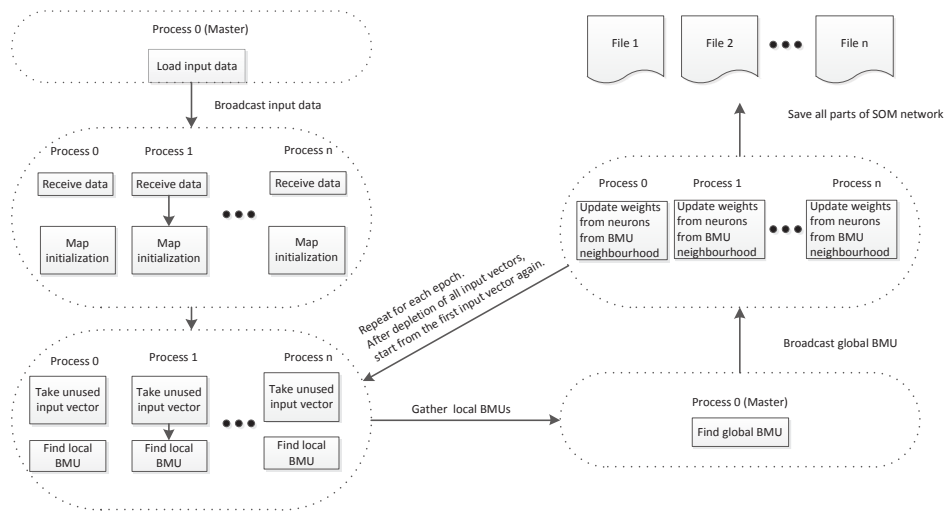 Process 0 (Master)
Load input data
Broadcast input data
Process 0
Process 1
Process n
Receive data
Receive data
Receive data
Map
initialization
Map
initialization
Map
initialization
Process 0
Process 1
Process n
Take unused
input vector
Take unused
input vector
Take unused
input vector
Find local
BMU
Find local
BMU
Find local
BMU
Gather local BMUs
Process 0 (Master)
Find global BMU
Broadcast global BMU
Process 0
Process 1
Process n
Update weights
from neurons
from BMU
neighbourhood
Update weights
from neurons
from BMU
neighbourhood
Update weights
from neurons
from BMU
neighbourhood
Repeat for each epoch.
After depletion of all input vectors,
start from the first input vector again.
Save all parts of SOM network
File 1
File 2
File n